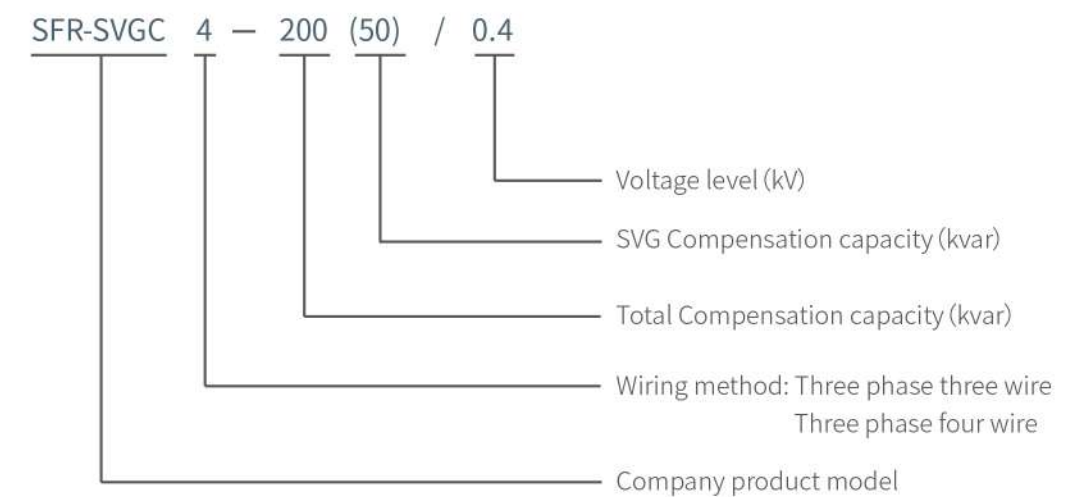 SFR-SVGC 4 — 200 (50) / 0.4
Voltage level (kV)
SVG Compensation capacity (kvar)
Total Compensation capacity (kvar)
Wiring method: Three phase three wire
Three phase four wire
Company product model